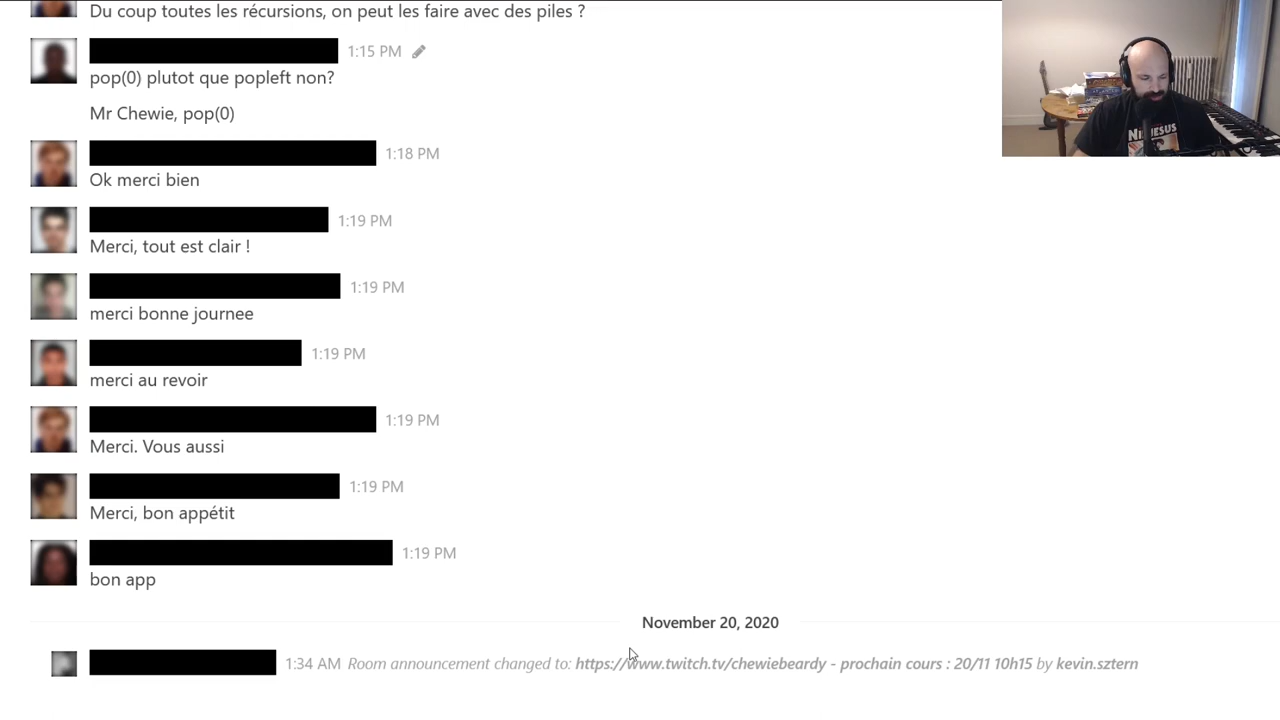 Du coup toutes les récursions, on peut les faire avec des piles ?
1:15 PM
pop(0) plutot que popleft non?
Mr Chewie, pop(0)
1:18 PM
Ok merci bien
1:19 PM
Merci, tout est clair !
1:19 PM
merci bonne journee
1:19 PM
merci au revoir
1:19 PM
Merci. Vous aussi
1:19 PM
Merci, bon appétit
1:19 PM
bon app
November 20, 2020
1:34 AM Room announcement changed to: https://www.twitch.tv/chewiebeardy - prochain cours : 20/11 10h15 by kevin.sztern